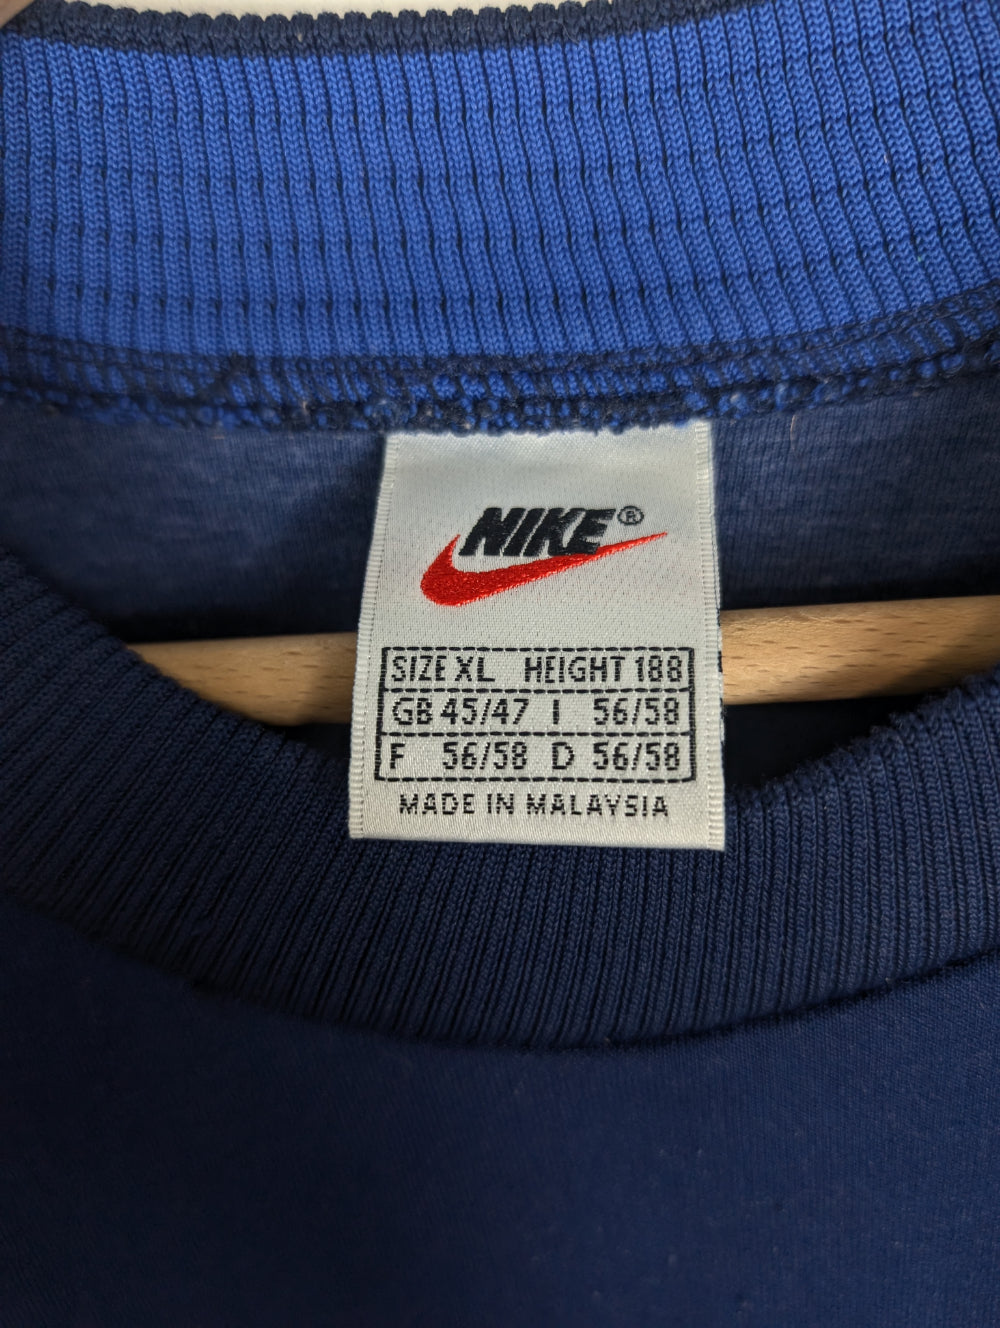 NIKE®
SIZE XL HEIGHT 188
GB 45/47 I 56/58
F 56/58 D 56/58
MADE IN MALAYSIA